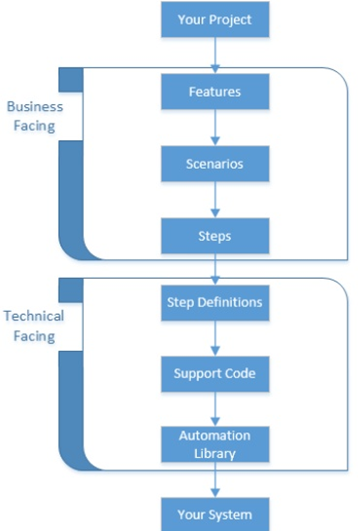 Your Project
Business
Facing
Features
Scenarios
Steps
Technical
Facing
Step Definitions
Support Code
Automation
Library
Your System